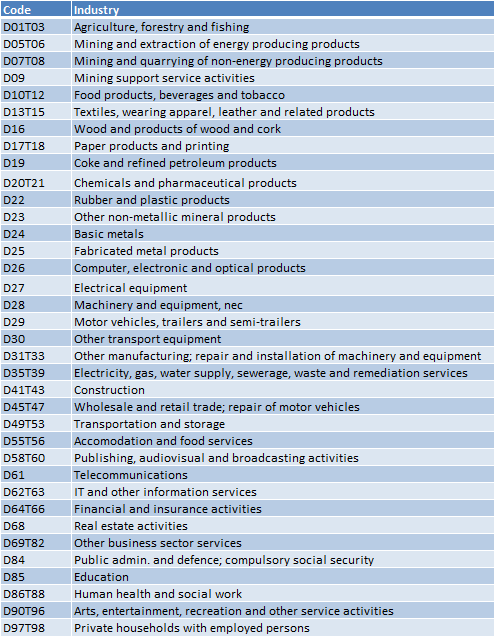 Code Industry
D01T03 Agriculture, forestry and fishing
D05T06 Mining and extraction of energy producing products
D07T08 Mining and quarrying of non-energy producing products
D09 Mining support service activities
D10T12 Food products, beverages and tobacco
D13T15 Textiles, wearing apparel, leather and related products
D16 Wood and products of wood and cork
D17T18 Paper products and printing
D19 Coke and refined petroleum products
D20T21 Chemicals and pharmaceutical products
D22 Rubber and plastic products
D23 Other non-metallic mineral products
D24 Basic metals
D25 Fabricated metal products
D26 Computer, electronic and optical products
D27 Electrical equipment
D28 Machinery and equipment, nec
D29 Motor vehicles, trailers and semi-trailers
D30 Other transport equipment
D31T33 Other manufacturing; repair and installation of machinery and equipment
D35T39 Electricity, gas, water supply, sewerage, waste and remediation services
D41T43 Construction
D45T47 Wholesale and retail trade; repair of motor vehicles
D49T53 Transportation and storage
D55T56 Accomodation and food services
D58T60 Publishing, audiovisual and broadcasting activities
D61 Telecommunications
D62T63 IT and other information services
D64T66 Financial and insurance activities
D68 Real estate activities
D69T82 Other business sector services
D84 Public admin. and defence; compulsory social security
D85 Education
D86T88 Human health and social work
D90T96 Arts, entertainment, recreation and other service activities
D97T98 Private households with employed persons